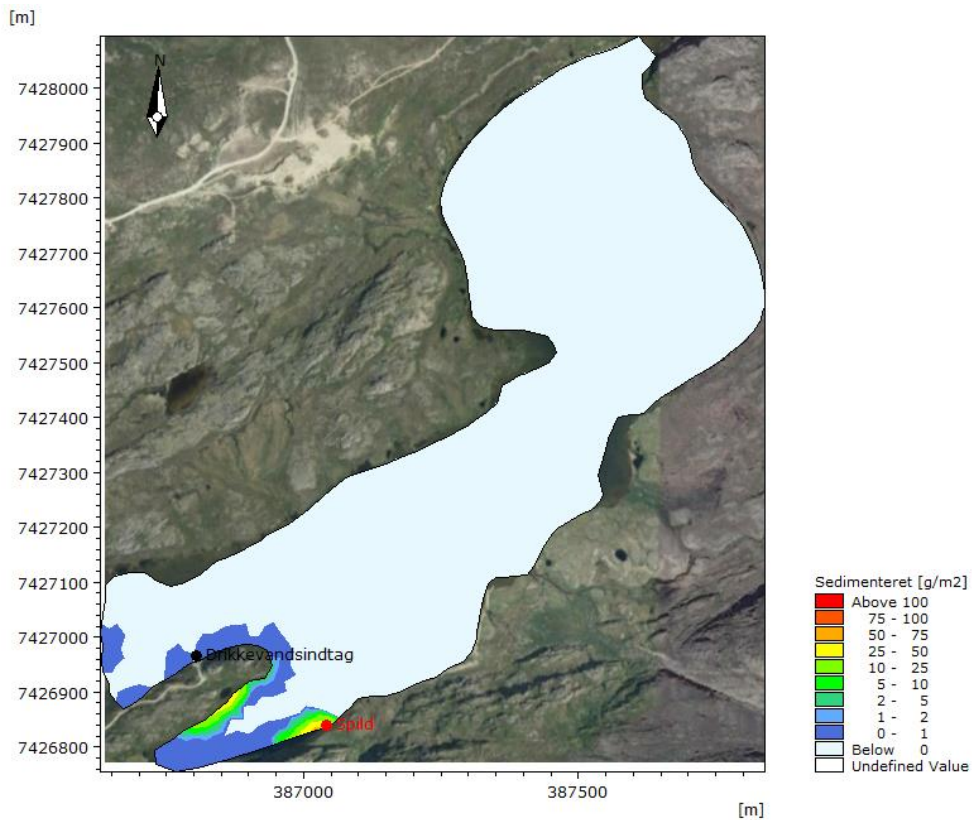 [m]
N
7428000
7427900
7427800
7427700
7427600
7427500
7427400
7427300
7427200
7427100
7427000
7426900
7426800
Drikkevandsindtag
Spild
387000
387500
[m]
Sedimenteret [g/m2]
Above 100
75 - 100
50 - 75
25 - 50
10 - 25
5 - 10
2 - 5
1 - 2
0 - 1
Below 0
Undefined Value